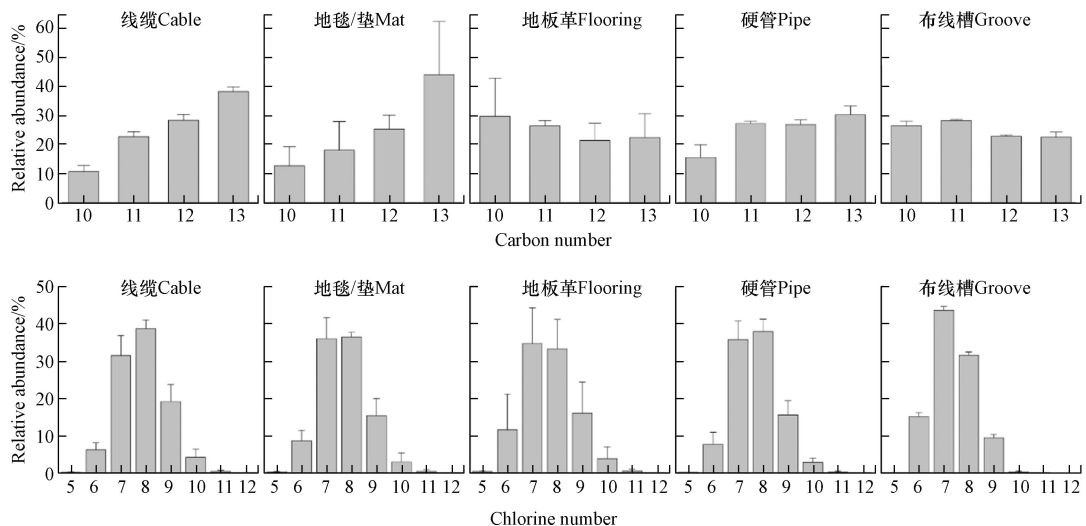 线缆Cable
地毯/垫Mat
地板革Flooring
硬管Pipe
布线槽Groove
Relative abundance/%
60
50
40
30
20
10
0
10 11 12 13
10 11 12 13
10 11 12 13
10 11 12 13
10 11 12 13
Carbon number
线缆Cable
地毯/垫Mat
地板革Flooring
硬管Pipe
布线槽Groove
Relative abundance/%
50
40
30
20
10
0
5 6 7 8 9 10 11 12
5 6 7 8 9 10 11 12
5 6 7 8 9 10 11 12
5 6 7 8 9 10 11 12
5 6 7 8 9 10 11 12
Chlorine number